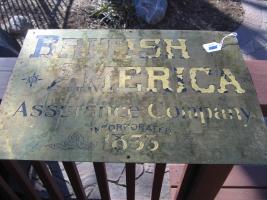 BRITISH
AMERICA
Assurance Company
INCORPORATED
1833